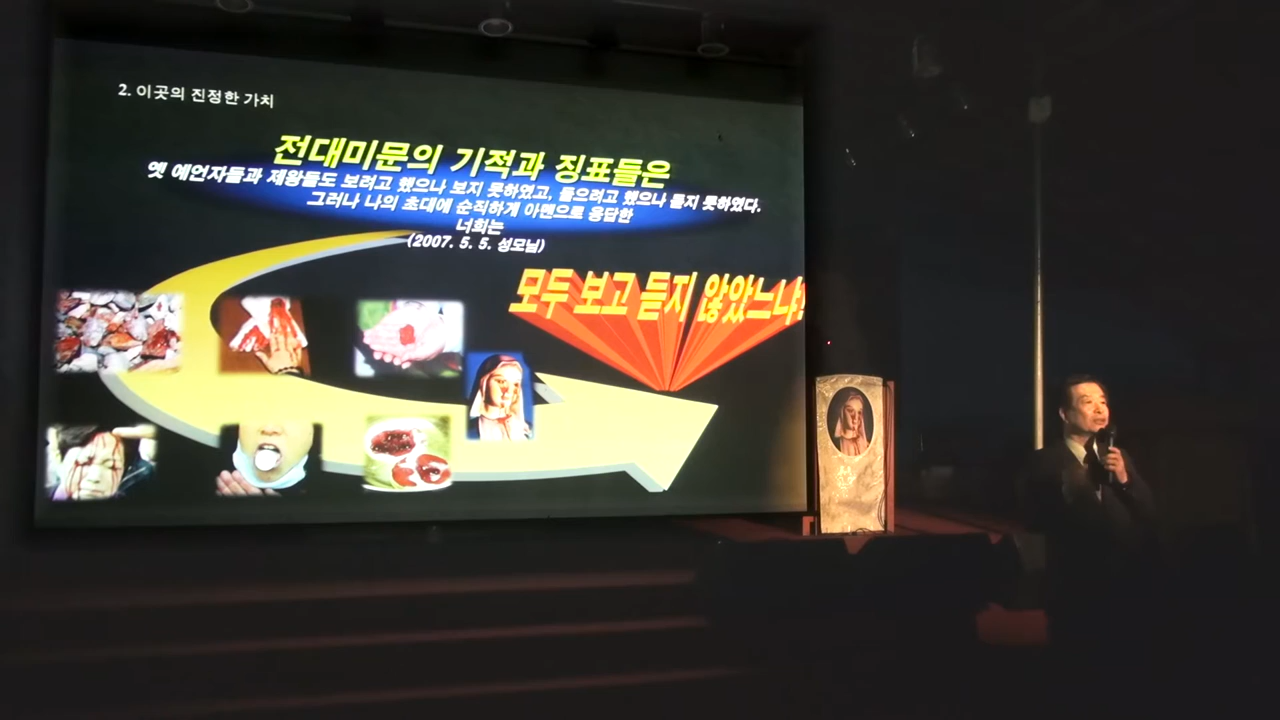 2. 이곳의 진정한 가치
전대미문의 기적과 징표들은
옛 예언자들과 제왕들도 보려고 했으나 보지 못하였고, 들으려고 했으나 듣지 못하였다.
그러나 나의 초대에 순직하게 아멘으로 응답한
너희는
(2007. 5. 5. 성모님)
모두 보고 듣지 않았느냐!